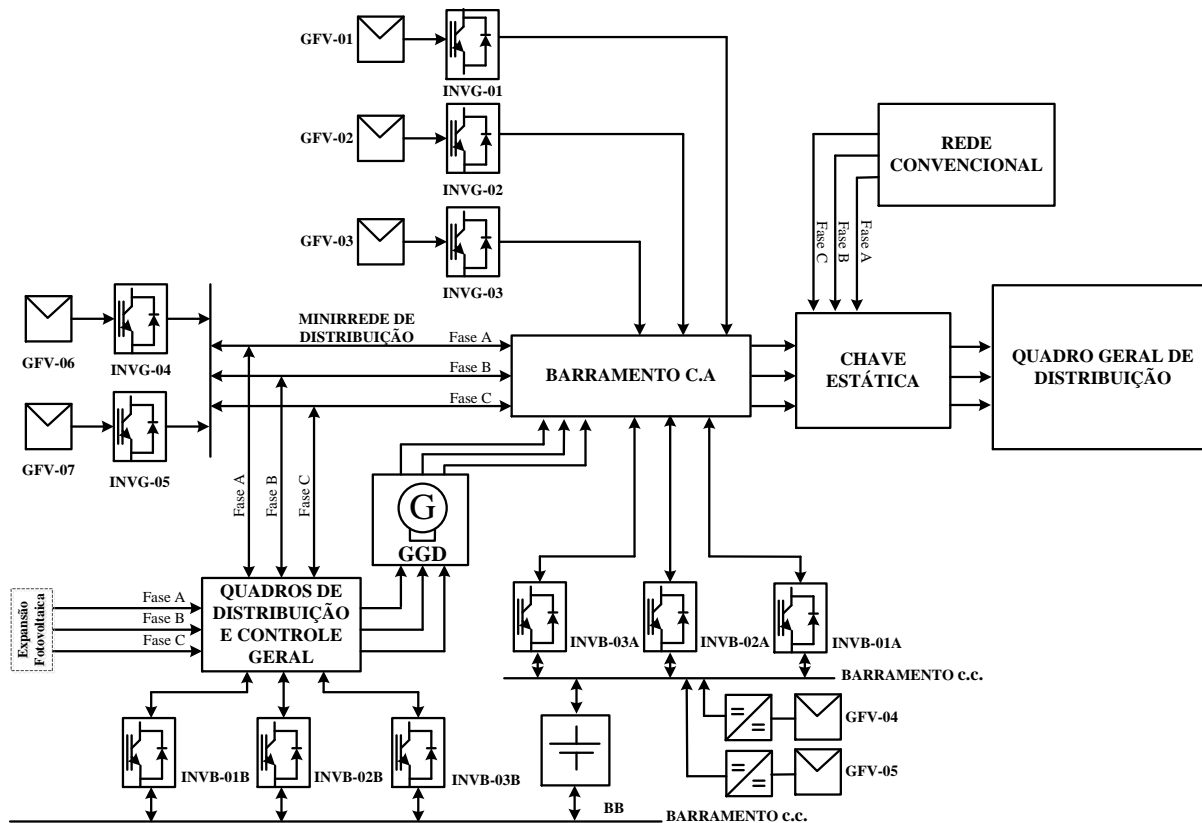 GFV-01
INVG-01
GFV-02
INVG-02
GFV-03
INVG-03
REDE
CONVENCIONAL
Fase C
Fase B
Fase A
GFV-06
INVG-04
GFV-07
INVG-05
MINIRREDE DE
DISTRIBUIÇÃO
Fase A
Fase B
Fase C
BARRAMENTO C.A
CHAVE
ESTÁTICA
QUADRO GERAL DE
DISTRIBUIÇÃO
Fase A
Fase B
Fase C
G
GGD
Expansão
Fotovoltaica
Fase A
Fase B
Fase C
QUADROS DE
DISTRIBUIÇÃO
E CONTROLE
GERAL
INVB-03A
INVB-02A
INVB-01A
BARRAMENTO c.c.
GFV-04
GFV-05
INVB-01B
INVB-02B
INVB-03B
BB
BARRAMENTO c.c.